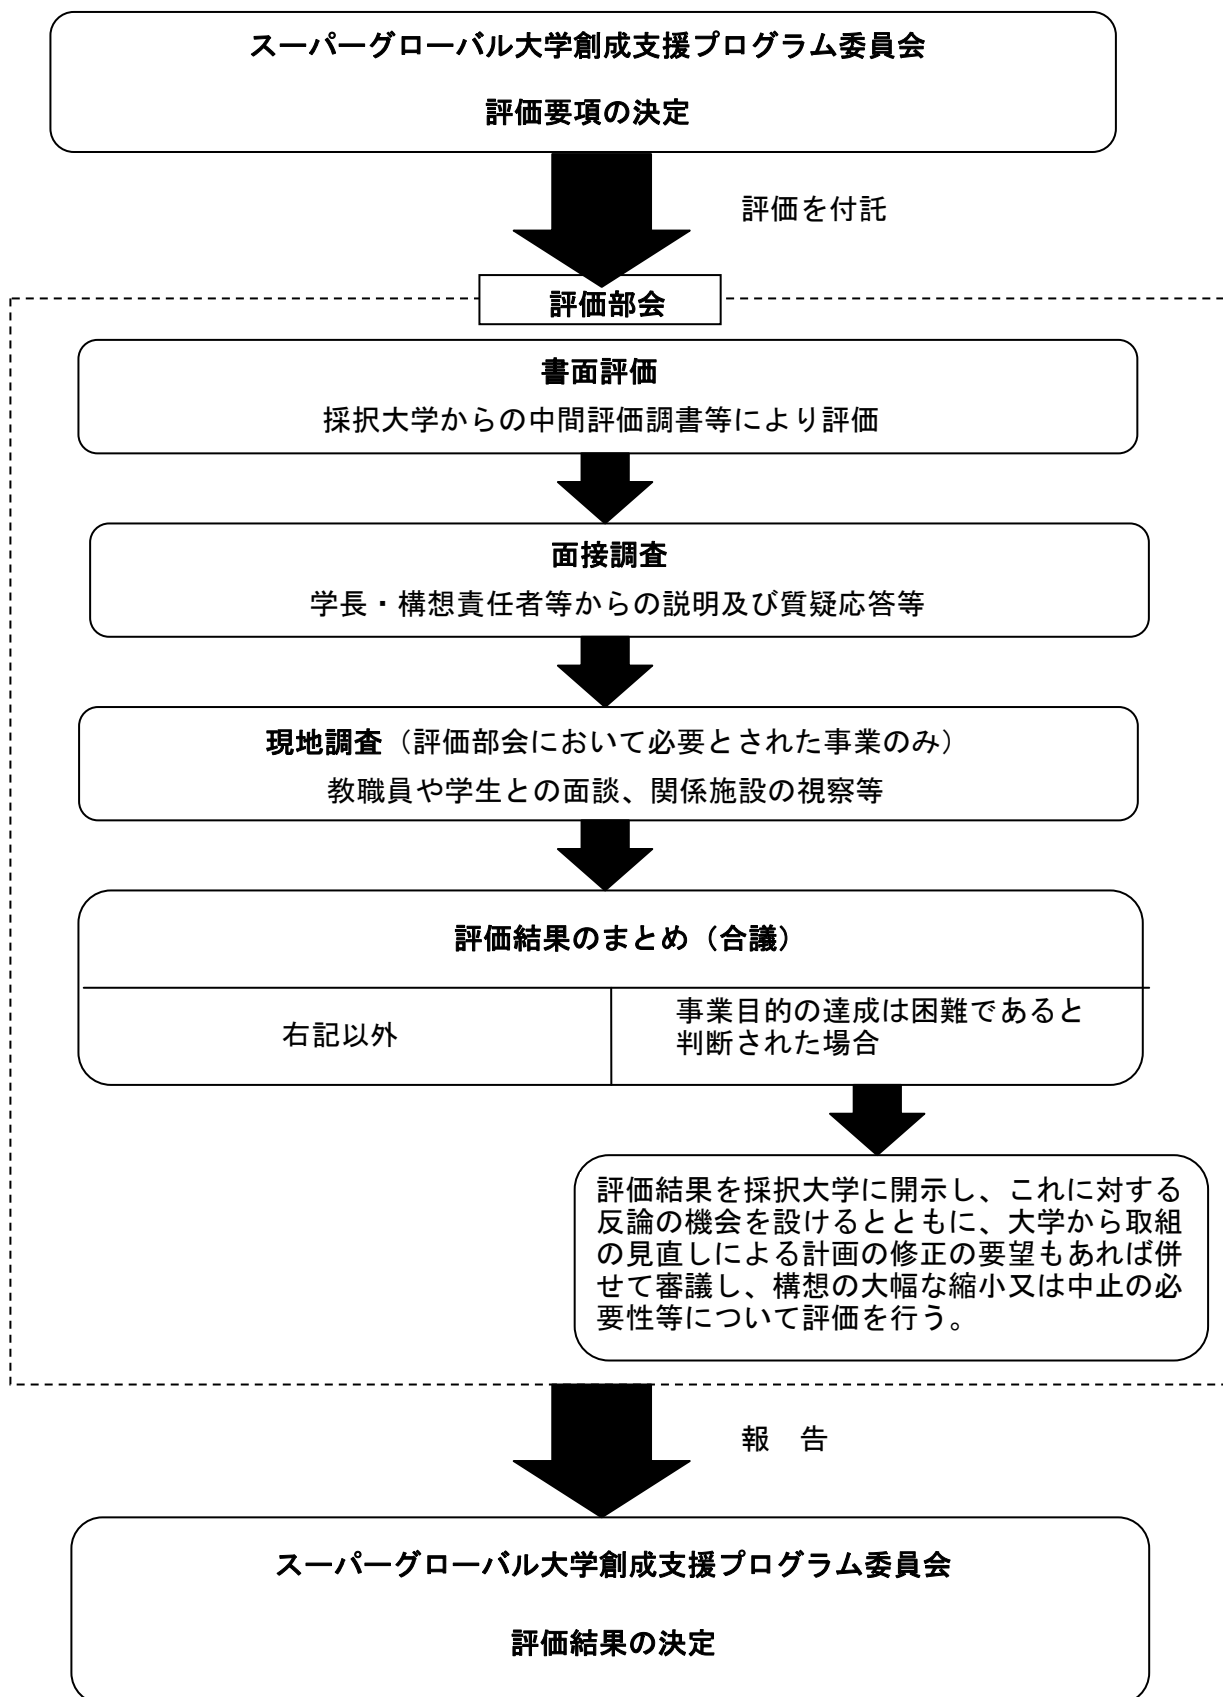 スーパーグローバル大学創成支援プログラム委員会
評価要項の決定
評価を付託
評価部会
書面評価
採択大学からの中間評価調書等により評価
面接調査
学長・構想責任者等からの説明及び質疑応答等
現地調査（評価部会において必要とされた事業のみ）
教職員や学生との面談、関係施設の視察等
評価結果のまとめ（合議）
右記以外
事業目的の達成は困難であると
判断された場合
評価結果を採択大学に開示し、これに対する
反論の機会を設けるとともに、大学から取組
の見直しによる計画の修正の要望もあれば併
せて審議し、構想の大幅な縮小又は中止の必
要性等について評価を行う。
報　告
スーパーグローバル大学創成支援プログラム委員会
評価結果の決定